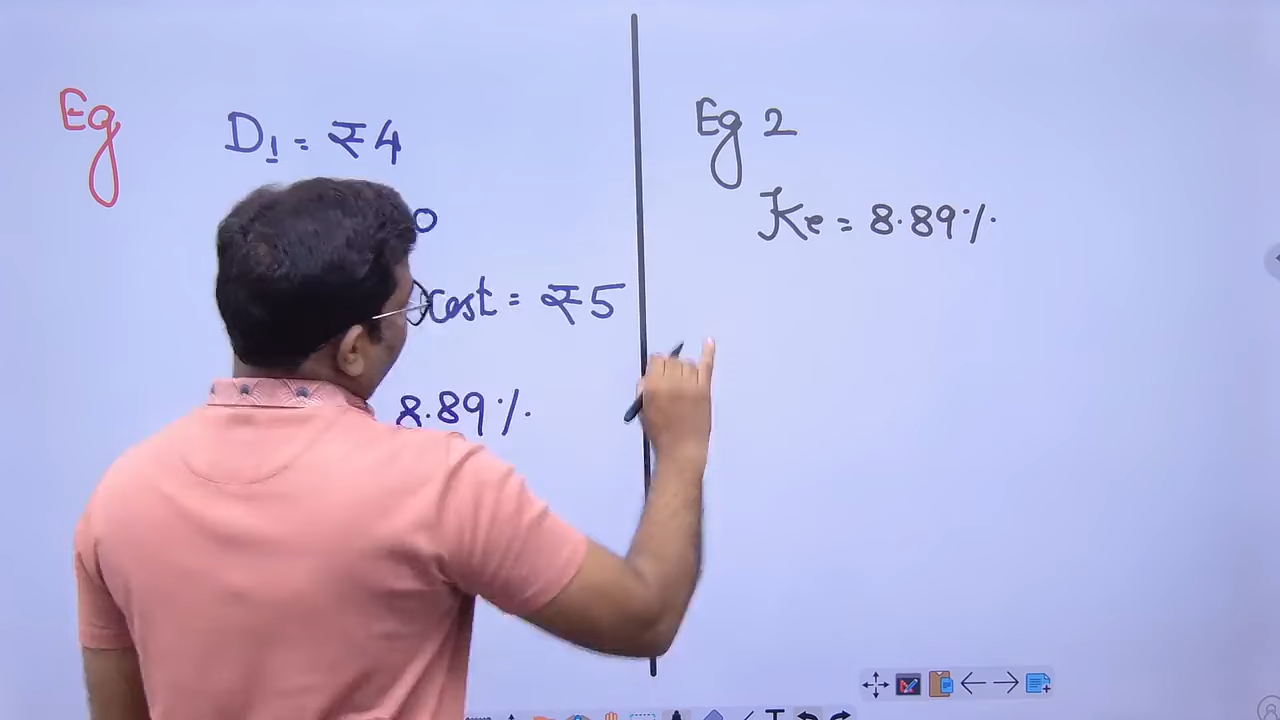 Eg
D1 = ₹4
0
cost = ₹5
8.89%
Eg 2
Ke = 8.89%